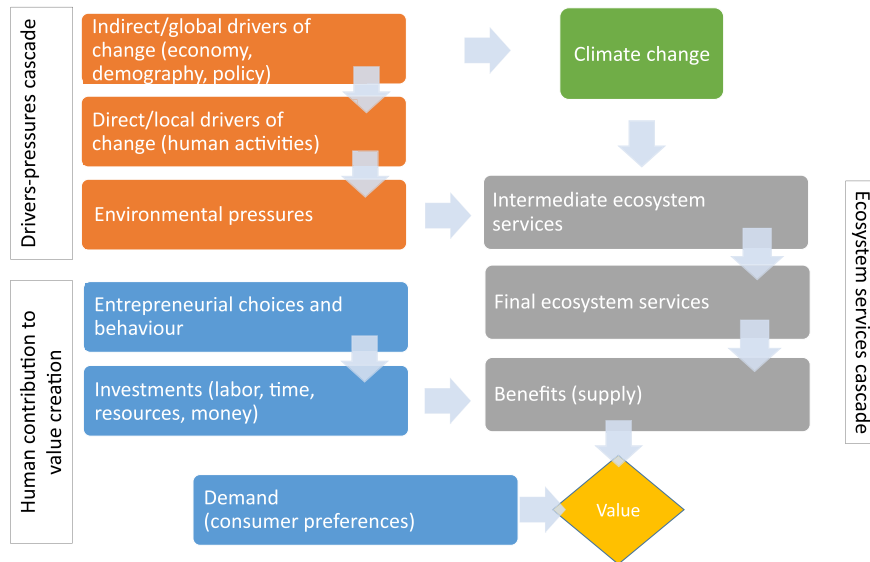 Drivers-pressures cascade
Indirect/global drivers of
change (economy,
demography, policy)
Climate change
Direct/local drivers of
change (human activities)
Environmental pressures
Intermediate ecosystem
services
Ecosystem services cascade
Human contribution to
value creation
Entrepreneurial choices and
behaviour
Final ecosystem services
Investments (labor, time,
resources, money)
Benefits (supply)
Demand
(consumer preferences)
Value